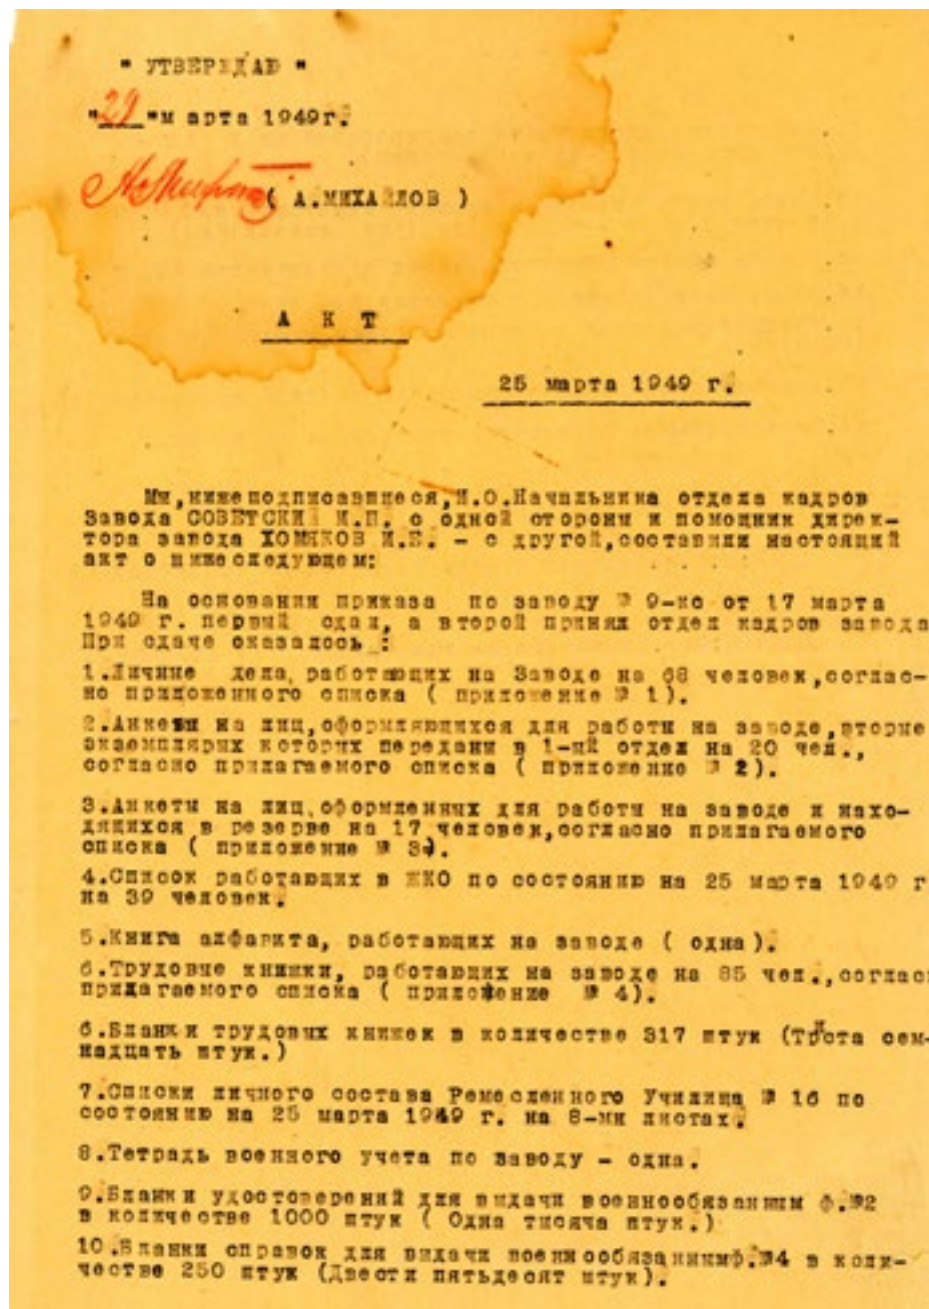 " УТВЕРЖДАЮ "
"29"марта 1949г.
( А.МИХАЙЛОВ )
А К Т
25 марта 1949 г.
Мы,нижеподписавшиеся,И.О.Начальника отдела кадров
Завода СОВЕТСКИЙ И.П. с одной стороны и помощник дирек-
тора завода ХОМЯКОВ И.Е. - с другой,составили настоящий
акт о нижеследующем:
На основании приказа по заводу № 9-кс от 17 марта
1949 г. первый сдал, а второй принял отдел кадров завода
При сдаче оказалось :
1.Личные дела, работающих на Заводе на 68 человек,соглас-
но приложенного списка ( приложение № 1).
2.Анкеты на лиц,оформляющихся для работы на заводе,вторые
экземплярых которых переданы в 1-ый отдел на 20 чел.,
согласно прилагаемого списка ( приложение № 2).
3.Анкеты на лиц,оформленных для работы на заводе и нахо-
дящихся в резерве на 17 человек,согласно прилагаемого
списка ( приложение № 3).
4.Список работающих в ЖКО по состоянию на 25 марта 1949 г
на 39 человек.
5.Книга алфавита, работающих на заводе ( одна).
6.Трудовые книжки, работающих на заводе на 85 чел.,соглас
прилагаемого списка ( приложение № 4).
6.Бланки трудовых книжек в количестве 317 штук (Триста сем-
надцать штук.)
7.Списки личного состава Ремесленного Училища № 16 по
состоянию на 25 марта 1949 г. на 8-ми листах.
8.Тетрадь военного учета по заводу - одна.
9.Бланки удостоверений для выдачи военнообязанным ф.№2
в количестве 1000 штук ( Одна тысяча штук.)
10.Бланки справок для выдачи военнообязаннымф.№4 в коли-
честве 250 штук (Двести пятьдесят штук).